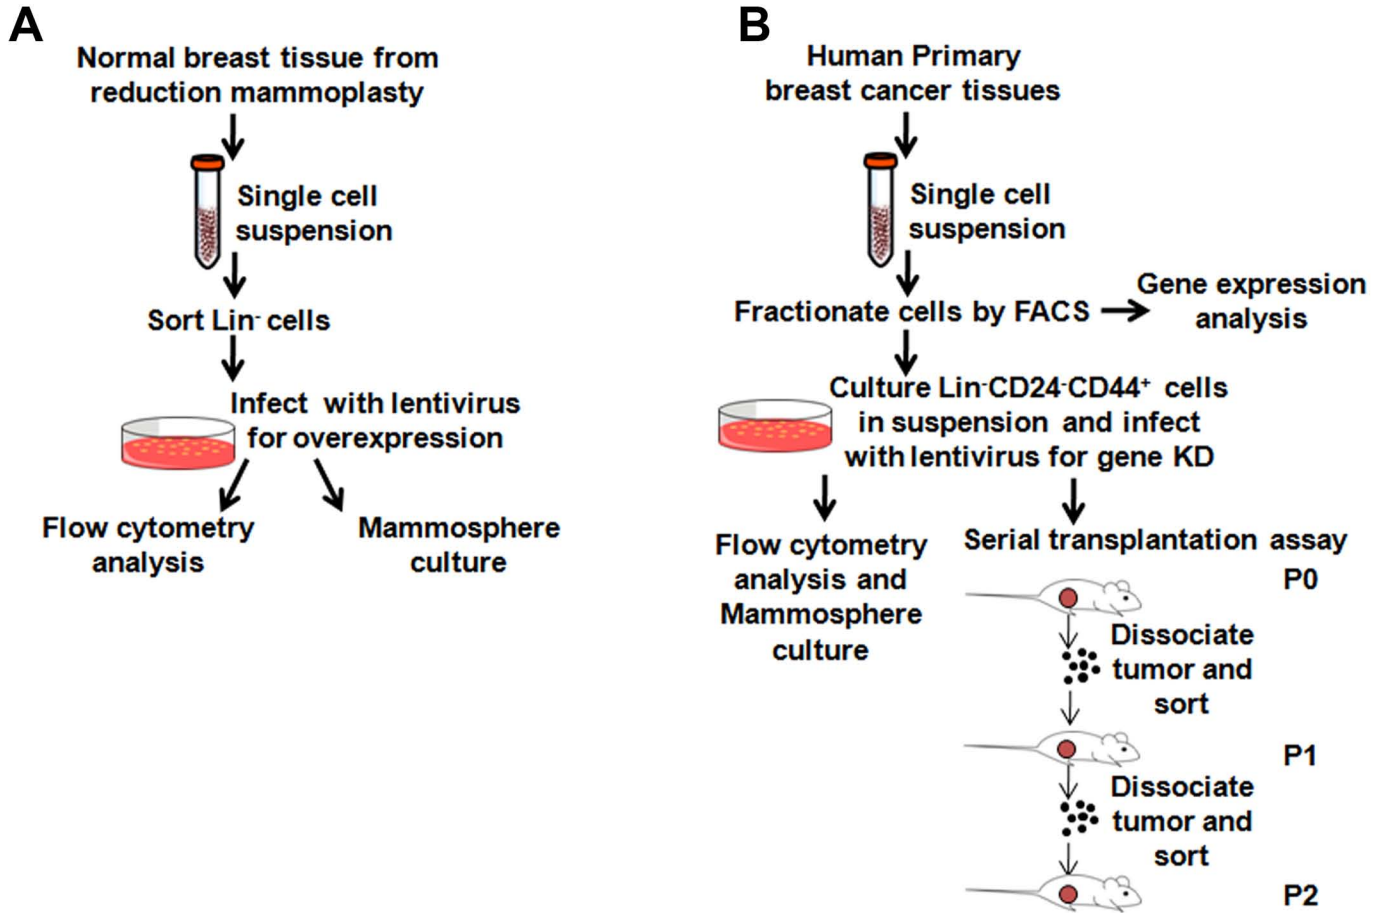 A
Normal breast tissue from
reduction mammoplasty
Single cell
suspension
Sort Lin⁻ cells
Infect with lentivirus
for overexpression
Flow cytometry
analysis
Mammosphere
culture
B
Human Primary
breast cancer tissues
Single cell
suspension
Fractionate cells by FACS
Gene expression
analysis
Culture Lin⁻CD24⁻CD44⁺ cells
in suspension and infect
with lentivirus for gene KD
Flow cytometry
analysis and
Mammosphere
culture
Serial transplantation assay
P0
Dissociate
tumor and
sort
P1
Dissociate
tumor and
sort
P2